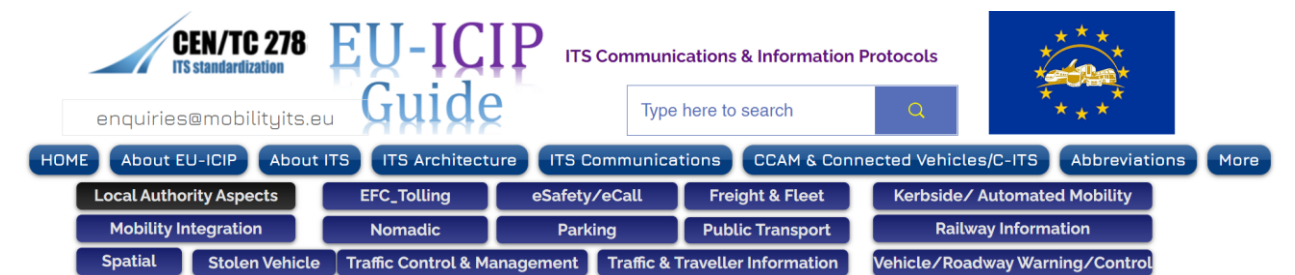 CEN/TC 278
ITS standardization
EU-ICIP
Guide
ITS Communications & Information Protocols
enquiries@mobilityits.eu
Type here to search
HOME About EU-ICIP About ITS ITS Architecture ITS Communications CCAM & Connected Vehicles/C-ITS Abbreviations More
Local Authority Aspects EFC_Tolling eSafety/eCall Freight & Fleet Kerbside/ Automated Mobility
Mobility Integration Nomadic Parking Public Transport Railway Information
Spatial Stolen Vehicle Traffic Control & Management Traffic & Traveller Information Vehicle/Roadway Warning/Control